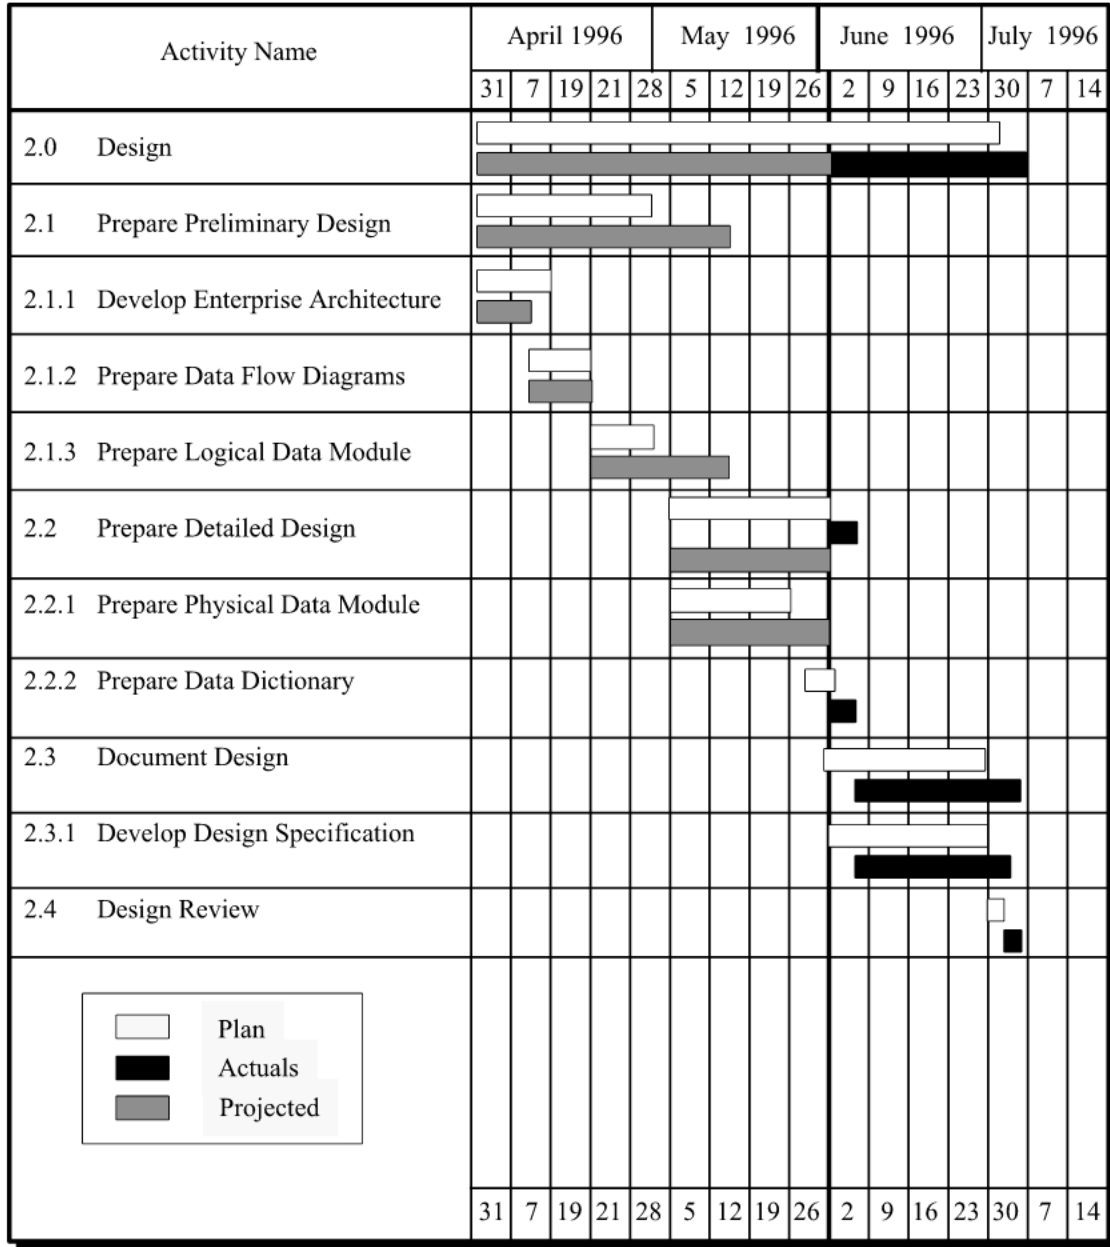 Activity Name
April 1996 May 1996 June 1996 July 1996
31 7 19 21 28 5 12 19 26 2 9 16 23 30 7 14
2.0 Design
2.1 Prepare Preliminary Design
2.1.1 Develop Enterprise Architecture
2.1.2 Prepare Data Flow Diagrams
2.1.3 Prepare Logical Data Module
2.2 Prepare Detailed Design
2.2.1 Prepare Physical Data Module
2.2.2 Prepare Data Dictionary
2.3 Document Design
2.3.1 Develop Design Specification
2.4 Design Review
Plan
Actuals
Projected
31 7 19 21 28 5 12 19 26 2 9 16 23 30 7 14